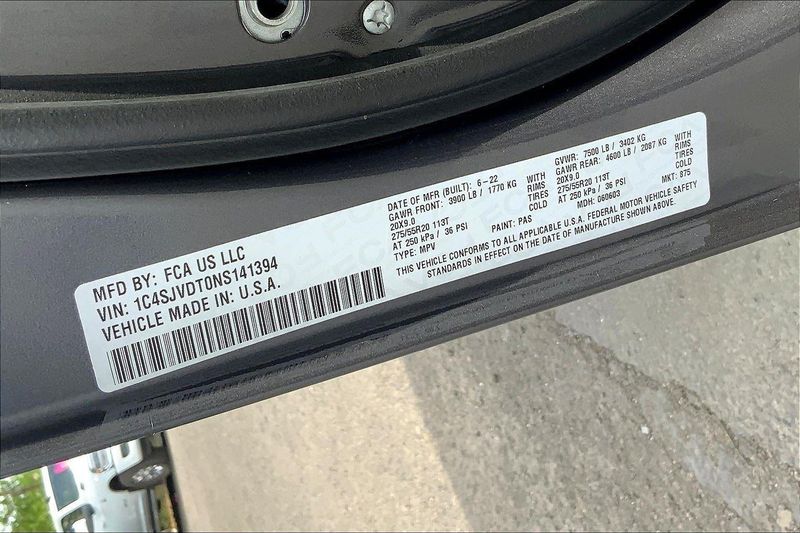 MFD BY: FCA US LLC
VIN: 1C4SJVDT0NS141394
VEHICLE MADE IN: U.S.A.
DATE OF MFR (BUILT): 6-22
GAWR FRONT: 3900 LB / 1770 KG WITH
20X9.0 RIMS
275/55R20 113T TIRES
AT 250 kPa / 36 PSI COLD
TYPE: MPV PAINT: PAS
GVWR: 7500 LB / 3402 KG
GAWR REAR: 4600 LB / 2087 KG WITH
20X9.0 RIMS
275/55R20 113T TIRES
AT 250 kPa / 36 PSI COLD
MDH: 060603 MKT: 875
THIS VEHICLE CONFORMS TO ALL APPLICABLE U.S.A. FEDERAL MOTOR VEHICLE SAFETY
STANDARDS IN EFFECT ON THE DATE OF MANUFACTURE SHOWN ABOVE.